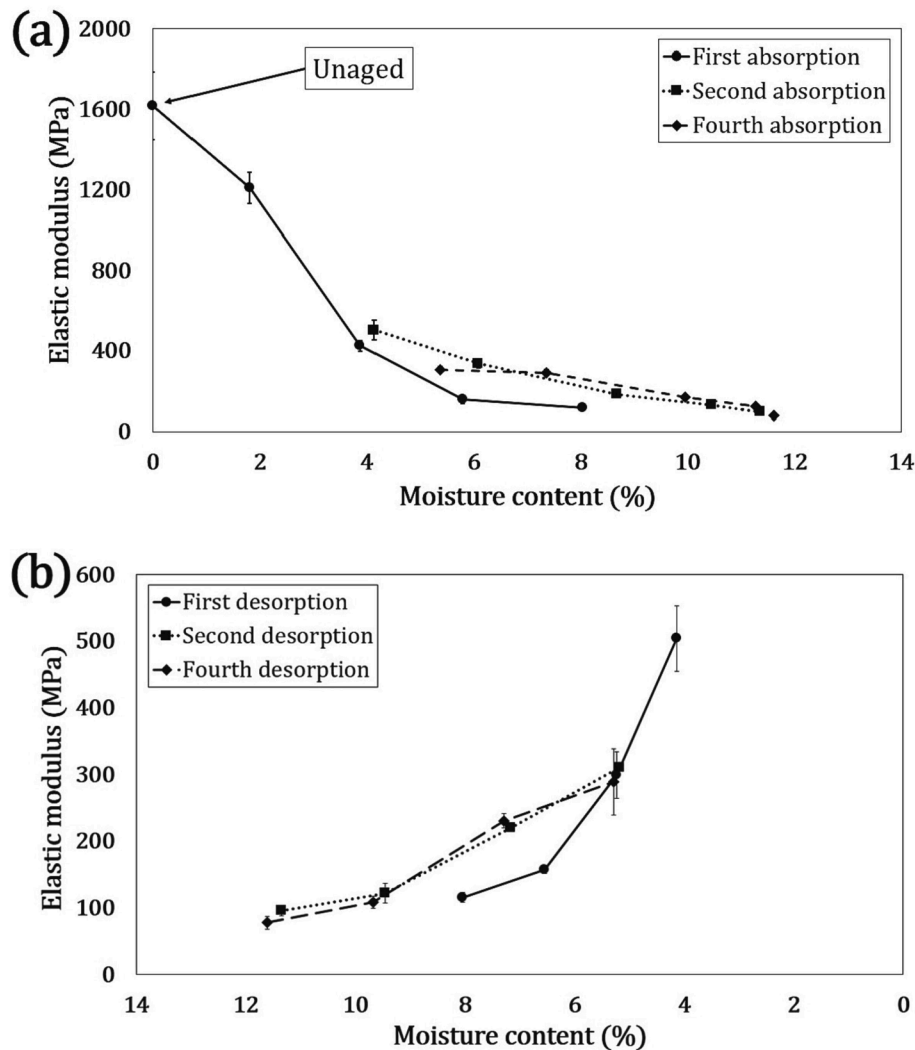 (a)
2000
1600
1200
800
400
0
Elastic modulus (MPa)
Unaged
First absorption
Second absorption
Fourth absorption
0 2 4 6 8 10 12 14
Moisture content (%)
(b)
600
500
400
300
200
100
0
Elastic modulus (MPa)
First desorption
Second desorption
Fourth desorption
14 12 10 8 6 4 2 0
Moisture content (%)